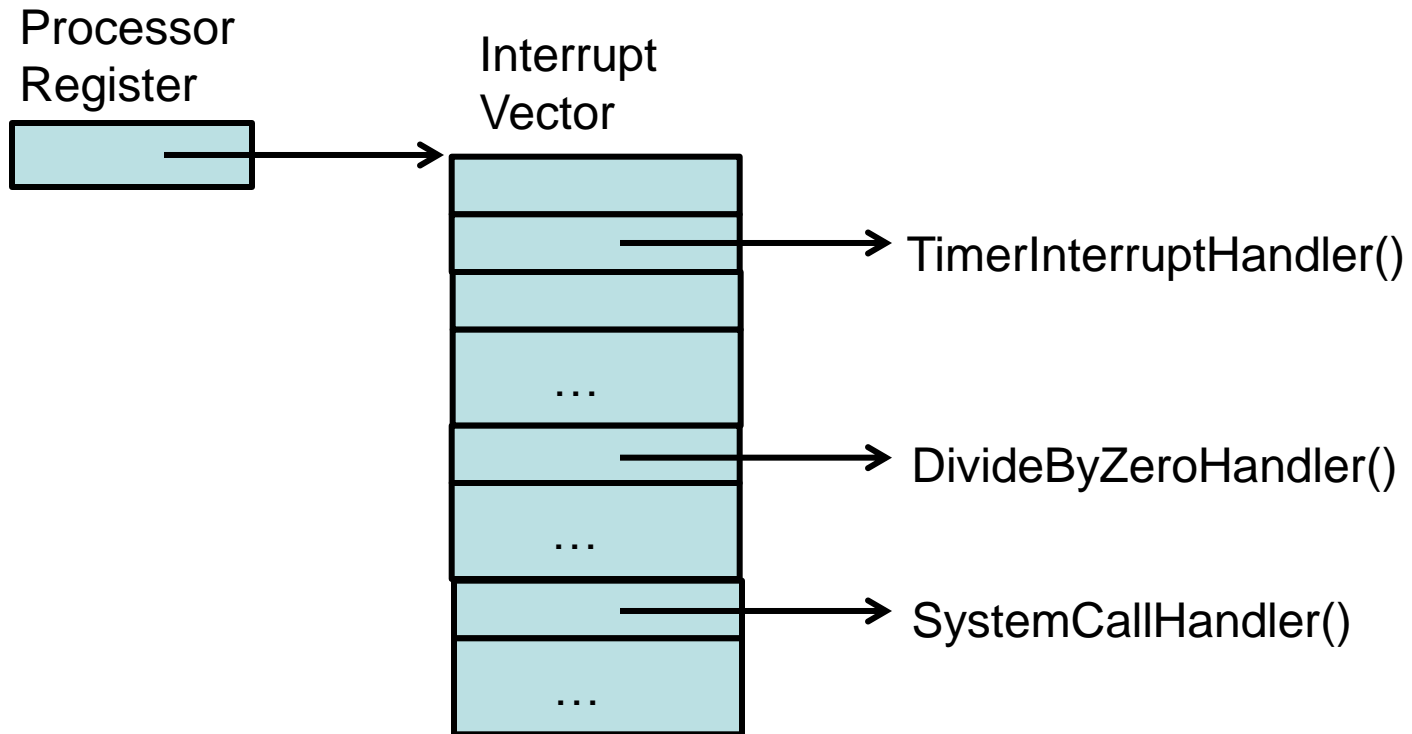 Processor
Register
Interrupt
Vector
TimerInterruptHandler()
...
DivideByZeroHandler()
...
SystemCallHandler()
...